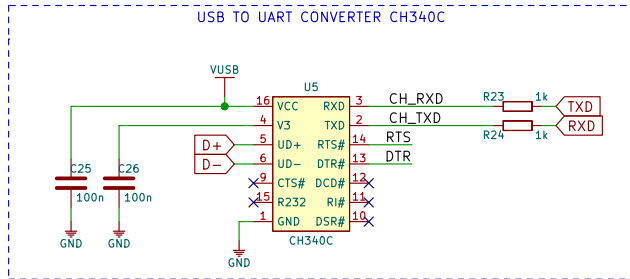 USB TO UART CONVERTER CH340C
VUSB
U5
16 VCC RXD 3 CH_RXD R23 1k TXD
4 V3 TXD 2 CH_TXD R24 1k RXD
D+ 5 UD+ RTS# 14 RTS
D- 6 UD- DTR# 13 DTR
C25 100n
C26 100n
9 CTS# DCD# 12
15 R232 RI# 11
1 GND DSR# 10
CH340C
GND
GND
GND